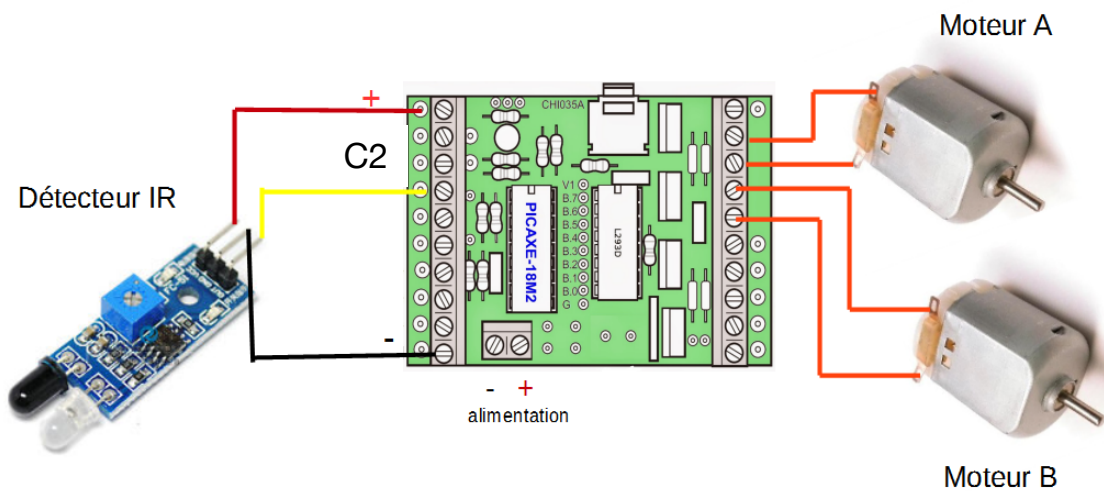 Moteur A
+
CHI035A
C2
Détecteur IR
V1
B.7
B.6
B.5
B.4
B.3
B.2
B.1
B.0
G
PICAXE-18M2
L293D
-
- +
alimentation
Moteur B